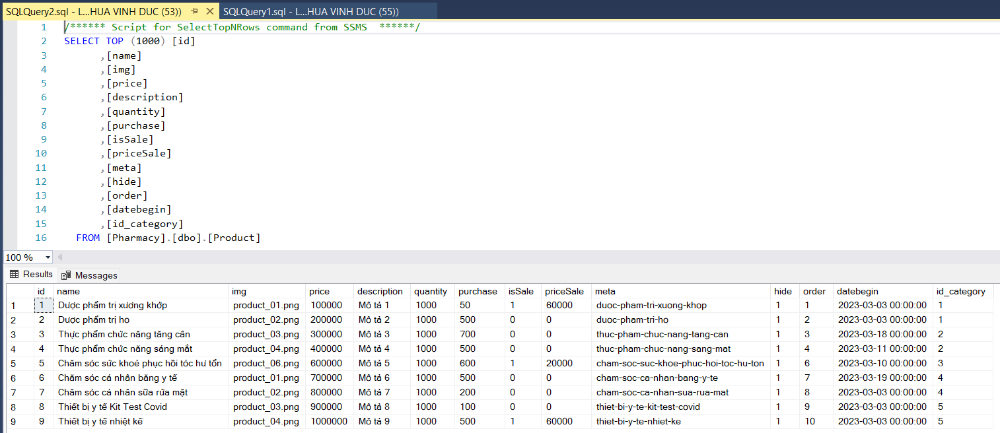 SQLQuery2.sql - L...HUA VINH DUC (53)) SQLQuery1.sql - L...HUA VINH DUC (55))
1 /****** Script for SelectTopNRows command from SSMS ******/
2 SELECT TOP (1000) [id]
3 ,[name]
4 ,[img]
5 ,[price]
6 ,[description]
7 ,[quantity]
8 ,[purchase]
9 ,[isSale]
10 ,[priceSale]
11 ,[meta]
12 ,[hide]
13 ,[order]
14 ,[datebegin]
15 ,[id_category]
16 FROM [Pharmacy].[dbo].[Product]
100 %
Results Messages
id name img price description quantity purchase isSale priceSale meta hide order datebegin id_category
1 1 Dược phẩm trị xương khớp product_01.png 100000 Mô tả 1 1000 50 1 60000 duoc-pham-tri-xuong-khop 1 1 2023-03-03 00:00:00 1
2 2 Dược phẩm trị ho product_02.png 200000 Mô tả 2 1000 500 0 0 duoc-pham-tri-ho 1 2 2023-03-03 00:00:00 1
3 3 Thực phẩm chức năng tăng cân product_03.png 300000 Mô tả 3 1000 700 0 0 thuc-pham-chuc-nang-tang-can 1 3 2023-03-18 00:00:00 2
4 4 Thực phẩm chức năng sáng mắt product_04.png 400000 Mô tả 4 1000 500 0 0 thuc-pham-chuc-nang-sang-mat 1 4 2023-03-11 00:00:00 2
5 5 Chăm sóc sức khoẻ phục hồi tóc hư tổn product_06.png 600000 Mô tả 5 1000 600 1 20000 cham-soc-suc-khoe-phuc-hoi-toc-hu-ton 1 6 2023-03-10 00:00:00 3
6 6 Chăm sóc cá nhân băng y tế product_01.png 700000 Mô tả 6 1000 500 0 0 cham-soc-ca-nhan-bang-y-te 1 7 2023-03-19 00:00:00 4
7 7 Chăm sóc cá nhân sữa rửa mặt product_02.png 800000 Mô tả 7 1000 200 0 0 cham-soc-ca-nhan-sua-rua-mat 1 8 2023-03-03 00:00:00 4
8 8 Thiết bị y tế Kit Test Covid product_03.png 900000 Mô tả 8 1000 100 0 0 thiet-bi-y-te-kit-test-covid 1 9 2023-03-03 00:00:00 5
9 9 Thiết bị y tế nhiệt kế product_04.png 1000000 Mô tả 9 1000 500 1 60000 thiet-bi-y-te-nhiet-ke 1 10 2023-03-03 00:00:00 5